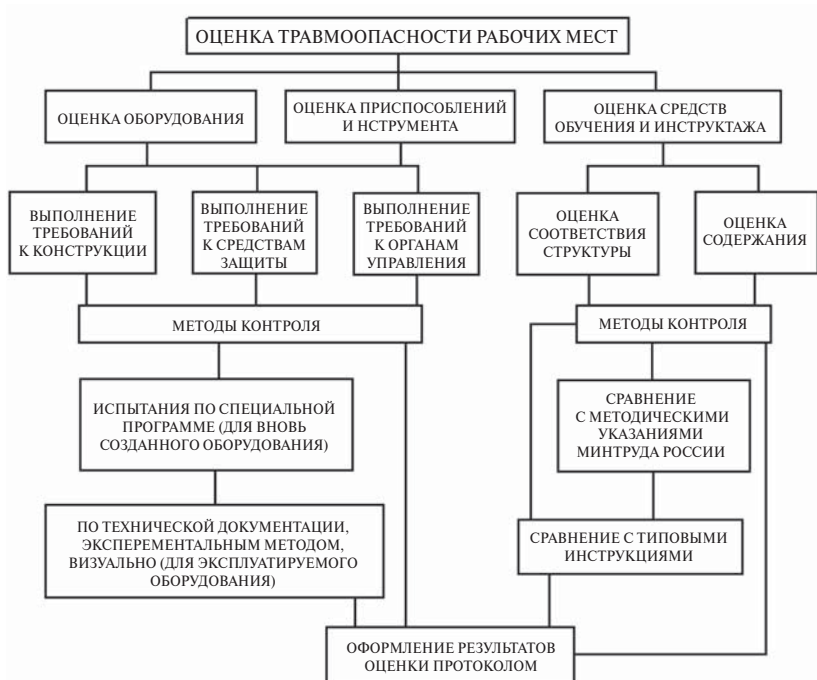 ОЦЕНКА ТРАВМООПАСНОСТИ РАБОЧИХ МЕСТ
ОЦЕНКА ОБОРУДОВАНИЯ
ОЦЕНКА ПРИСПОСОБЛЕНИЙ
И НСТРУМЕНТА
ОЦЕНКА СРЕДСТВ
ОБУЧЕНИЯ И ИНСТРУКТАЖА
ВЫПОЛНЕНИЕ
ТРЕБОВАНИЙ
К КОНСТРУКЦИИ
ВЫПОЛНЕНИЕ
ТРЕБОВАНИЙ
К СРЕДСТВАМ
ЗАЩИТЫ
ВЫПОЛНЕНИЕ
ТРЕБОВАНИЙ
К ОРГАНАМ
УПРАВЛЕНИЯ
ОЦЕНКА
СООТВЕТСТВИЯ
СТРУКТУРЫ
ОЦЕНКА
СОДЕРЖАНИЯ
МЕТОДЫ КОНТРОЛЯ
МЕТОДЫ КОНТРОЛЯ
ИСПЫТАНИЯ ПО СПЕЦИАЛЬНОЙ
ПРОГРАММЕ (ДЛЯ ВНОВЬ
СОЗДАННОГО ОБОРУДОВАНИЯ)
СРАВНЕНИЕ
С МЕТОДИЧЕСКИМИ
УКАЗАНИЯМИ
МИНТРУДА РОССИИ
ПО ТЕХНИЧЕСКОЙ ДОКУМЕНТАЦИИ,
ЭКСПЕРЕМЕНТАЛЬНЫМ МЕТОДОМ,
ВИЗУАЛЬНО (ДЛЯ ЭКСПЛУАТИРУЕМОГО
ОБОРУДОВАНИЯ)
СРАВНЕНИЕ С ТИПОВЫМИ
ИНСТРУКЦИЯМИ
ОФОРМЛЕНИЕ РЕЗУЛЬТАТОВ
ОЦЕНКИ ПРОТОКОЛОМ